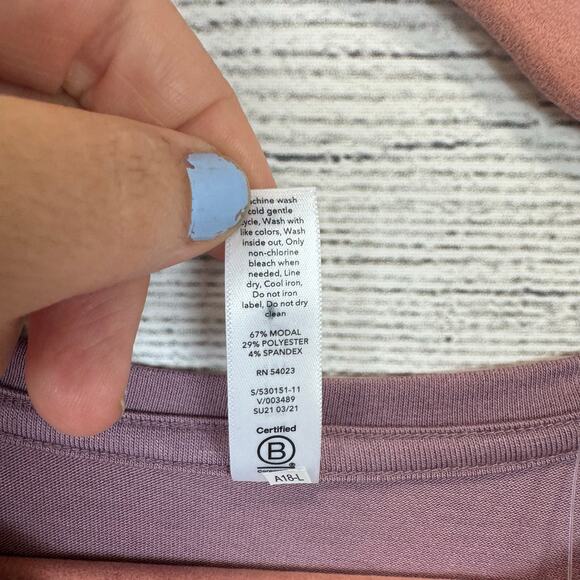 chine wash
cold gentle
cycle, Wash with
like colors, Wash
inside out, Only
non-chlorine
bleach when
needed, Line
dry, Cool iron,
Do not iron
label, Do not dry
clean
67% MODAL
29% POLYESTER
4% SPANDEX
RN 54023
S/530151-11
V/003489
SU21 03/21
Certified
B
®
A18-L